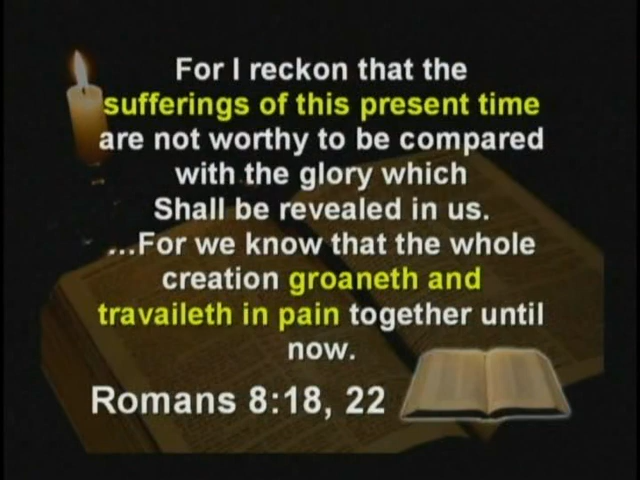 For I reckon that the
sufferings of this present time
are not worthy to be compared
with the glory which
Shall be revealed in us.
...For we know that the whole
creation groaneth and
travaileth in pain together until
now.
Romans 8:18, 22